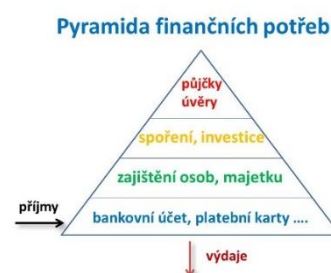 Pyramida finančních potřeb
půjčky
úvěry
spoření, investice
zajištění osob, majetku
příjmy
bankovní účet, platební karty ....
výdaje